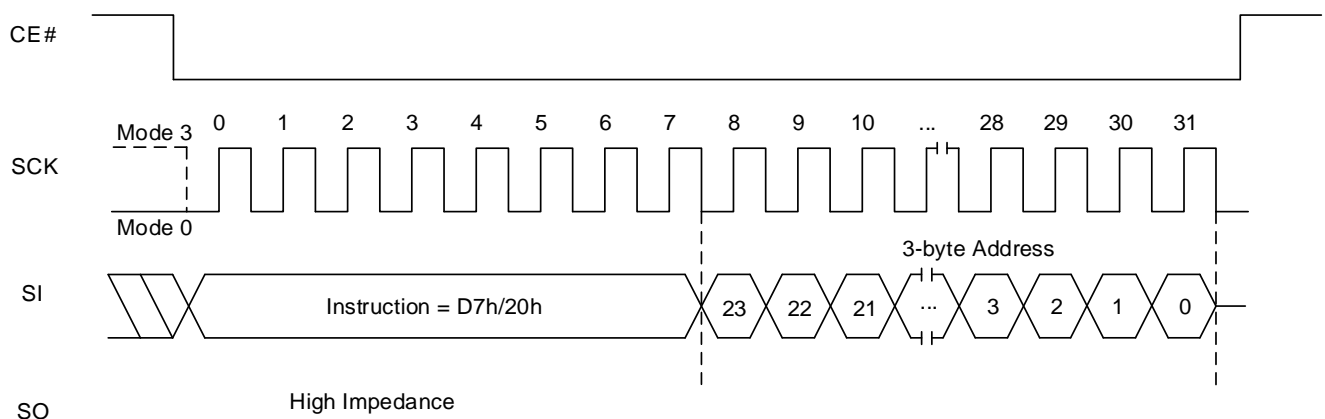 CE#
0 1 2 3 4 5 6 7 8 9 10 ... 28 29 30 31
Mode 3
SCK
Mode 0
3-byte Address
SI
Instruction = D7h/20h
23 22 21 ... 3 2 1 0
High Impedance
SO